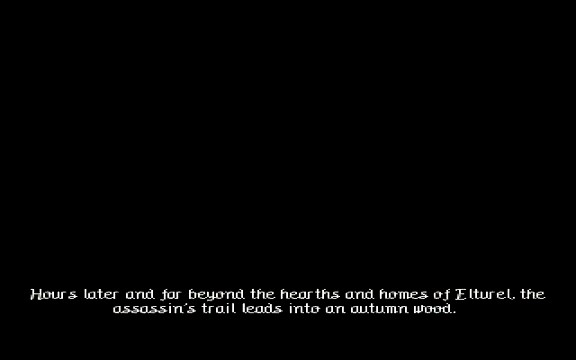 Hours later and far beyond the hearths and homes of Elturel, the
assassin's trail leads into an autumn wood.